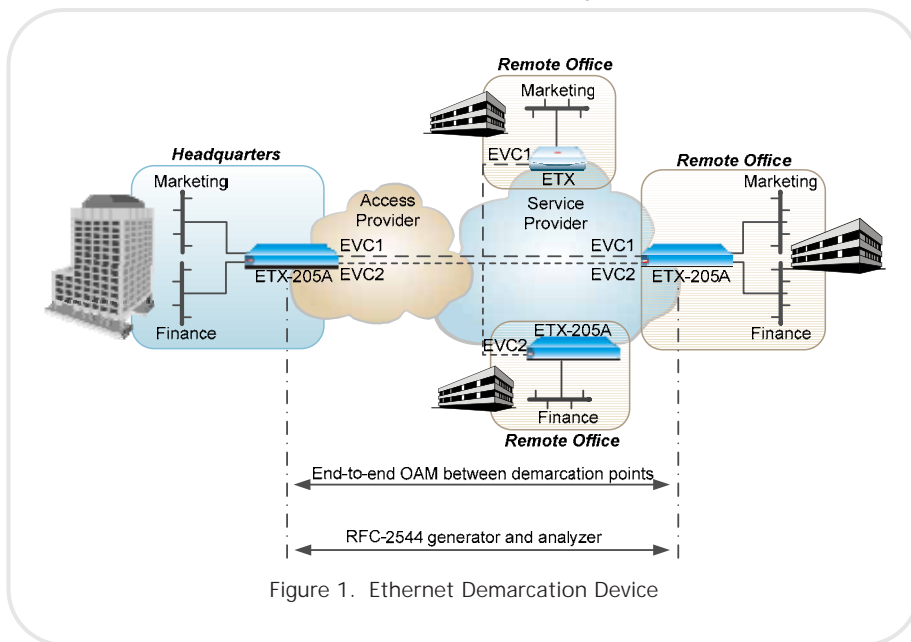 Remote Office
Marketing
EVC1
ETX
Headquarters
Marketing
Finance
ETX-205A
EVC1
EVC2
Access
Provider
Service
Provider
Remote Office
Marketing
EVC1
EVC2
ETX-205A
Finance
ETX-205A
EVC2
Finance
Remote Office
End-to-end OAM between demarcation points
RFC-2544 generator and analyzer
Figure 1. Ethernet Demarcation Device